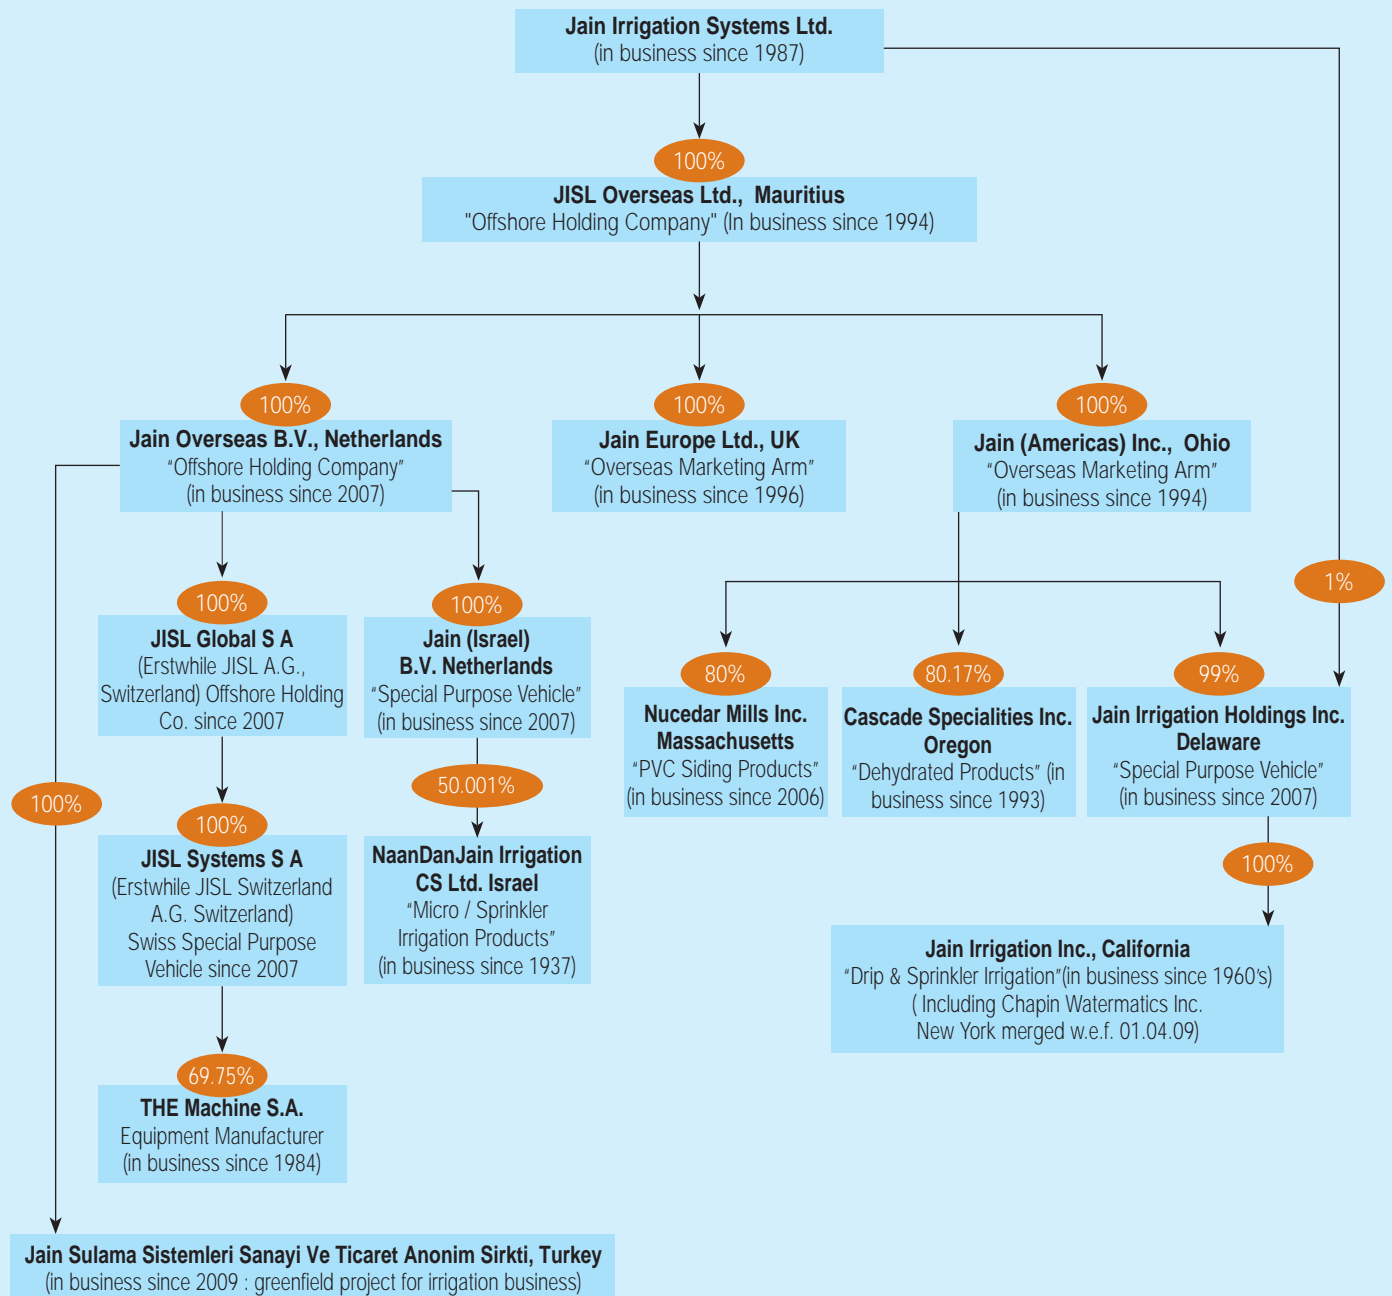 Jain Irrigation Systems Ltd.
(in business since 1987)
100%
JISL Overseas Ltd., Mauritius
"Offshore Holding Company" (In business since 1994)
100%
Jain Overseas B.V., Netherlands
“Offshore Holding Company”
(in business since 2007)
100%
Jain Europe Ltd., UK
“Overseas Marketing Arm”
(in business since 1996)
100%
Jain (Americas) Inc., Ohio
“Overseas Marketing Arm”
(in business since 1994)
1%
100%
JISL Global S A
(Erstwhile JISL A.G.,
Switzerland) Offshore Holding
Co. since 2007
100%
Jain (Israel)
B.V. Netherlands
“Special Purpose Vehicle”
(in business since 2007)
80%
Nucedar Mills Inc.
Massachusetts
“PVC Siding Products”
(in business since 2006)
80.17%
Cascade Specialities Inc.
Oregon
“Dehydrated Products” (in
business since 1993)
99%
Jain Irrigation Holdings Inc.
Delaware
“Special Purpose Vehicle”
(in business since 2007)
100%
100%
JISL Systems S A
(Erstwhile JISL Switzerland
A.G. Switzerland)
Swiss Special Purpose
Vehicle since 2007
50.001%
NaanDanJain Irrigation
CS Ltd. Israel
“Micro / Sprinkler
Irrigation Products”
(in business since 1937)
100%
Jain Irrigation Inc., California
“Drip & Sprinkler Irrigation”(in business since 1960's)
( Including Chapin Watermatics Inc.
New York merged w.e.f. 01.04.09)
69.75%
THE Machine S.A.
Equipment Manufacturer
(in business since 1984)
Jain Sulama Sistemleri Sanayi Ve Ticaret Anonim Sirkti, Turkey
(in business since 2009 : greenfield project for irrigation business)